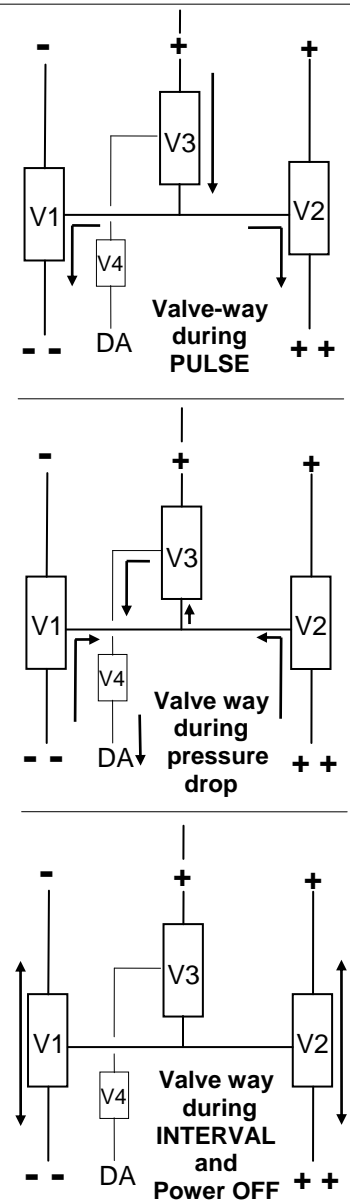 - + +
V3
V1 V2
V4
Valve-way
during
PULSE
- - DA + +
- + +
V3
V1 V2
V4
Valve way
during
pressure
drop
- - DA + +
- + +
V3
V1 V2
V4
Valve way
during
INTERVAL
and
Power OFF
- - DA + +